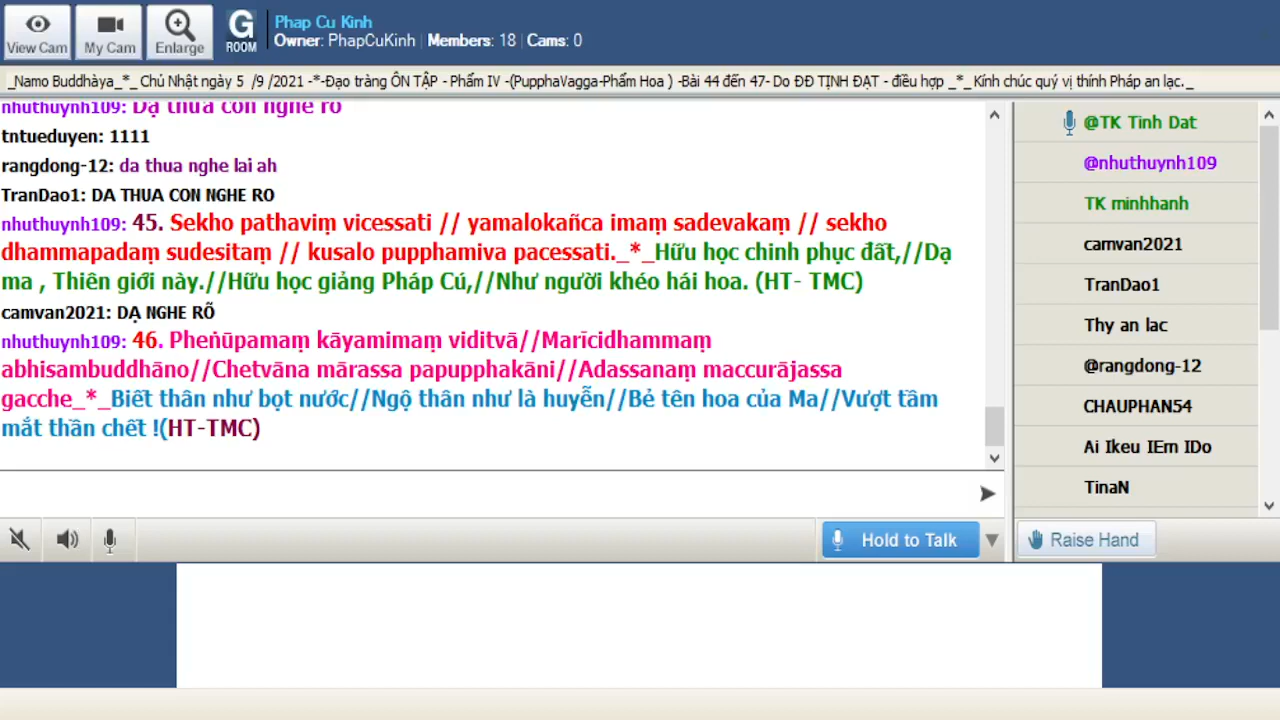 View Cam
My Cam
Enlarge
G
ROOM
Phap Cu Kinh
Owner: PhapCuKinh | Members: 18 | Cams: 0
_Namo Buddhàya_*_ Chủ Nhật ngày 5 /9 /2021 -*-Đạo tràng ÔN TẬP - Phẩm IV -(PupphaVagga-Phẩm Hoa ) -Bài 44 đến 47- Do ĐĐ TỊNH ĐẠT - điều hợp _*_Kính chúc quý vị thính Pháp an lạc._
nhuthuynh109: Dạ thưa con nghe rõ
tntueduyen: 1111
rangdong-12: da thua nghe lai ah
TranDao1: DA THUA CON NGHE RO
nhuthuynh109: 45. Sekho pathaviṃ vicessati // yamalokañca imaṃ sadevakaṃ // sekho
dhammapadaṃ sudesitaṃ // kusalo pupphamiva pacessati._*_Hữu học chinh phục đất,//Dạ
ma , Thiên giới này.//Hữu học giảng Pháp Cú,//Như người khéo hái hoa. (HT- TMC)
camvan2021: DẠ NGHE RÕ
nhuthuynh109: 46. Pheṅūpamaṃ kāyamimaṃ viditvā//Marīcidhammaṃ
abhisambuddhāno//Chetvāna mārassa papupphakāni//Adassanaṃ maccurājassa
gacche_*_Biết thân như bọt nước//Ngộ thân như là huyễn//Bẻ tên hoa của Ma//Vượt tầm
mắt thần chết !(HT-TMC)
@TK Tinh Dat
@nhuthuynh109
TK minhhanh
camvan2021
TranDao1
Thy an lac
@rangdong-12
CHAUPHAN54
Ai Ikeu IEm IDo
TinaN
Hold to Talk
Raise Hand